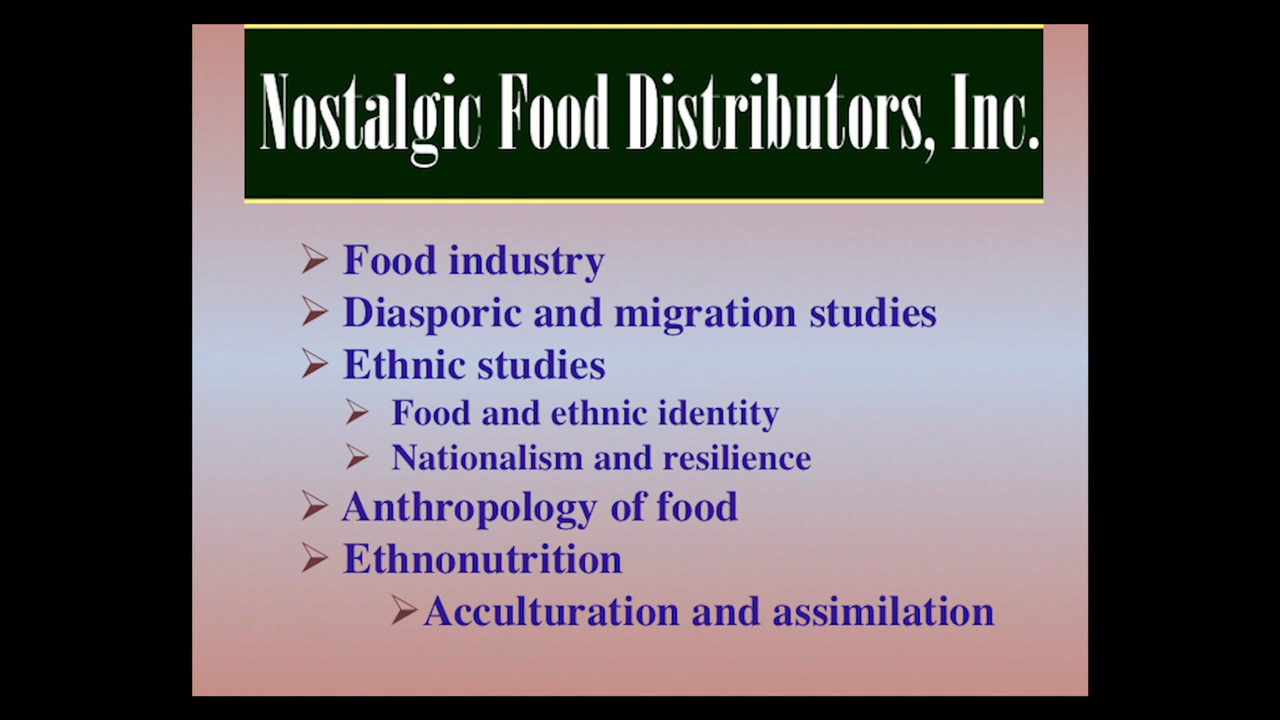 Nostalgic Food Distributors, Inc.
Food industry
Diasporic and migration studies
Ethnic studies
Food and ethnic identity
Nationalism and resilience
Anthropology of food
Ethnonutrition
Acculturation and assimilation